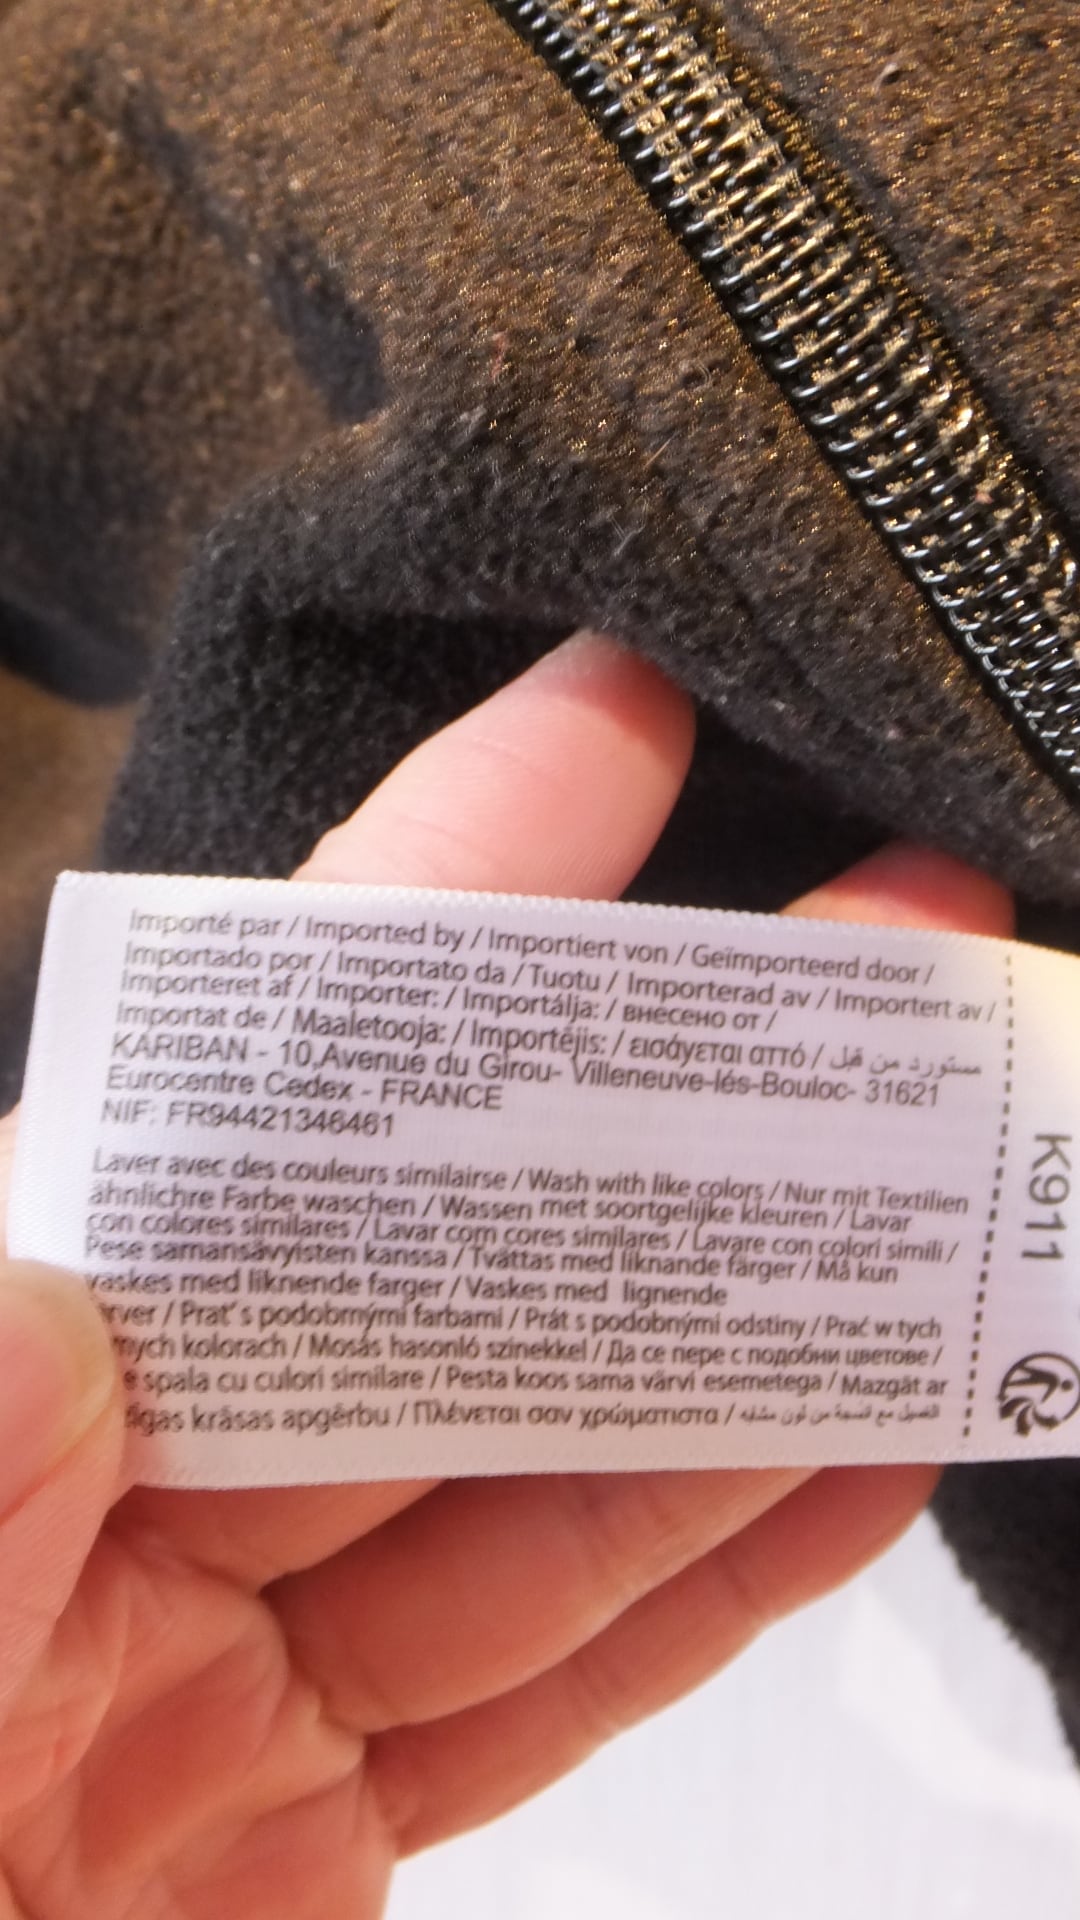 Importé par / Imported by / Importiert von / Geïmporteerd door /
Importado por / Importato da / Tuotu / Importerad av / Importert av /
Importeret af / Importer: / Importálja: / внесено от /
Importat de / Maaletooja: / Importējis: / εισάγεται αττό / مستورد من قبل
KARIBAN - 10,Avenue du Girou- Villeneuve-lés-Bouloc- 31621
Eurocentre Cedex - FRANCE
NIF: FR94421346461
Laver avec des couleurs similairse / Wash with like colors / Nur mit Textilien
ähnlichre Farbe waschen / Wassen met soortgelijke kleuren / Lavar
con colores similares / Lavar com cores similares / Lavare con colori simili /
Pese samansävyisten kanssa / Tvättas med liknande färger / Må kun
vaskes med liknende farger / Vaskes med lignende
/ Prat's podobmými farbami / Prát s podobnými odstiny / Prać w tych
kolorach / Mosás hasonló szinekkel / Да се пере с подобни цветове /
spala cu culori similare / Pesta koos sama värvi esemetega / Mazgāt ar
krāsas apģērbu / Πλένεται σαν χρώματιστα /
K911